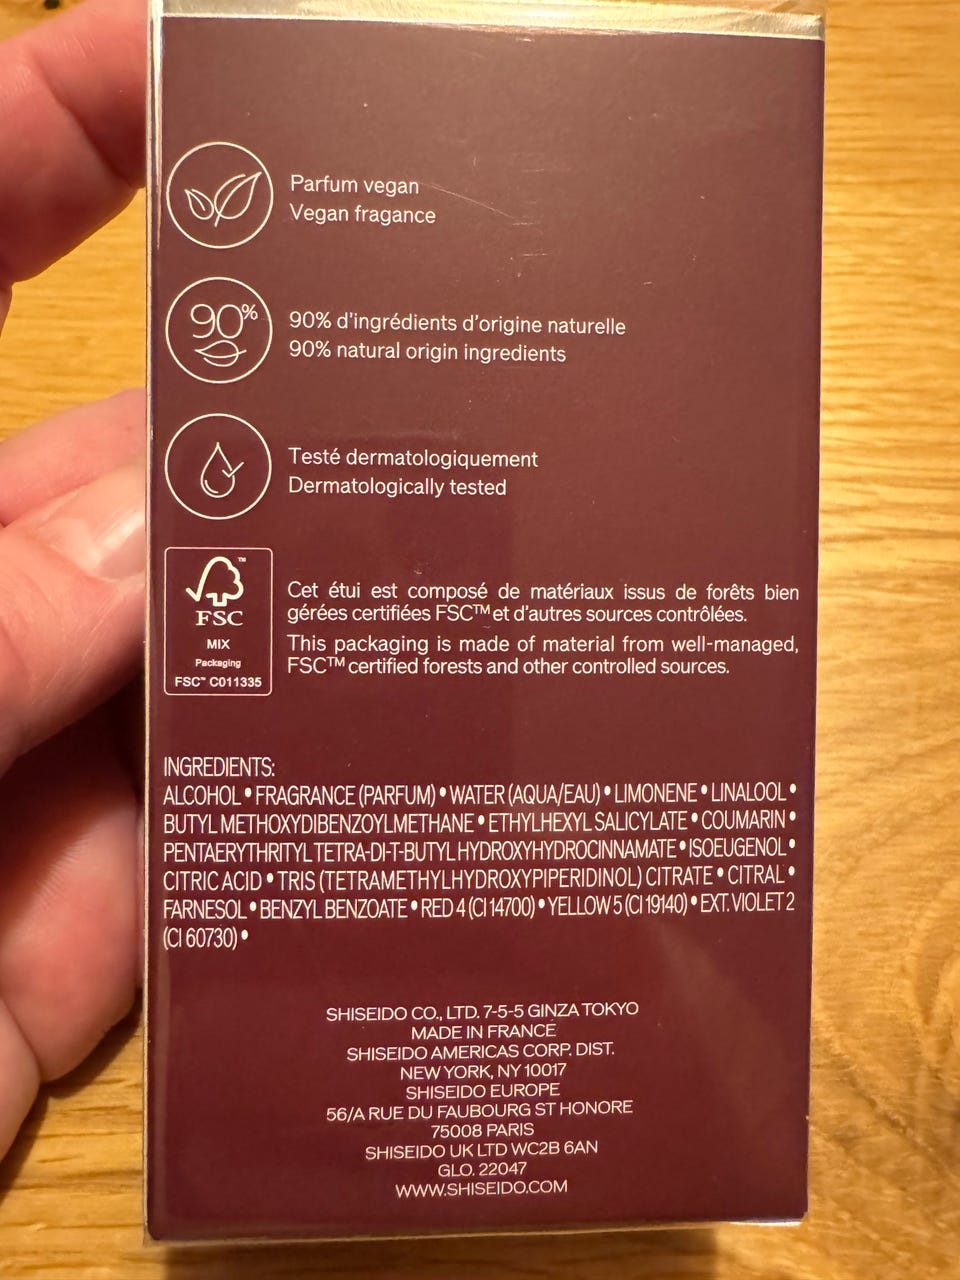 Parfum vegan
Vegan fragance
90%
90% d'ingrédients d'origine naturelle
90% natural origin ingredients
Testé dermatologiquement
Dermatologically tested
FSC™
MIX
Packaging
FSC™ C011335
Cet étui est composé de matériaux issus de forêts bien
gérées certifiées FSC™ et d'autres sources contrôlées.
This packaging is made of material from well-managed,
FSC™ certified forests and other controlled sources.
INGREDIENTS:
ALCOHOL • FRAGRANCE (PARFUM) • WATER (AQUA/EAU) • LIMONENE • LINALOOL •
BUTYL METHOXYDIBENZOYLMETHANE • ETHYLHEXYL SALICYLATE • COUMARIN •
PENTAERYTHRITYL TETRA-DI-T-BUTYL HYDROXYHYDROCINNAMATE • ISOEUGENOL •
CITRIC ACID • TRIS (TETRAMETHYLHYDROXYPIPERIDINOL) CITRATE • CITRAL •
FARNESOL • BENZYL BENZOATE • RED 4 (CI 14700) • YELLOW 5 (CI 19140) • EXT. VIOLET 2
(CI 60730) •
SHISEIDO CO., LTD. 7-5-5 GINZA TOKYO
MADE IN FRANCE
SHISEIDO AMERICAS CORP. DIST.
NEW YORK, NY 10017
SHISEIDO EUROPE
56/A RUE DU FAUBOURG ST HONORE
75008 PARIS
SHISEIDO UK LTD WC2B 6AN
GLO. 22047
WWW.SHISEIDO.COM